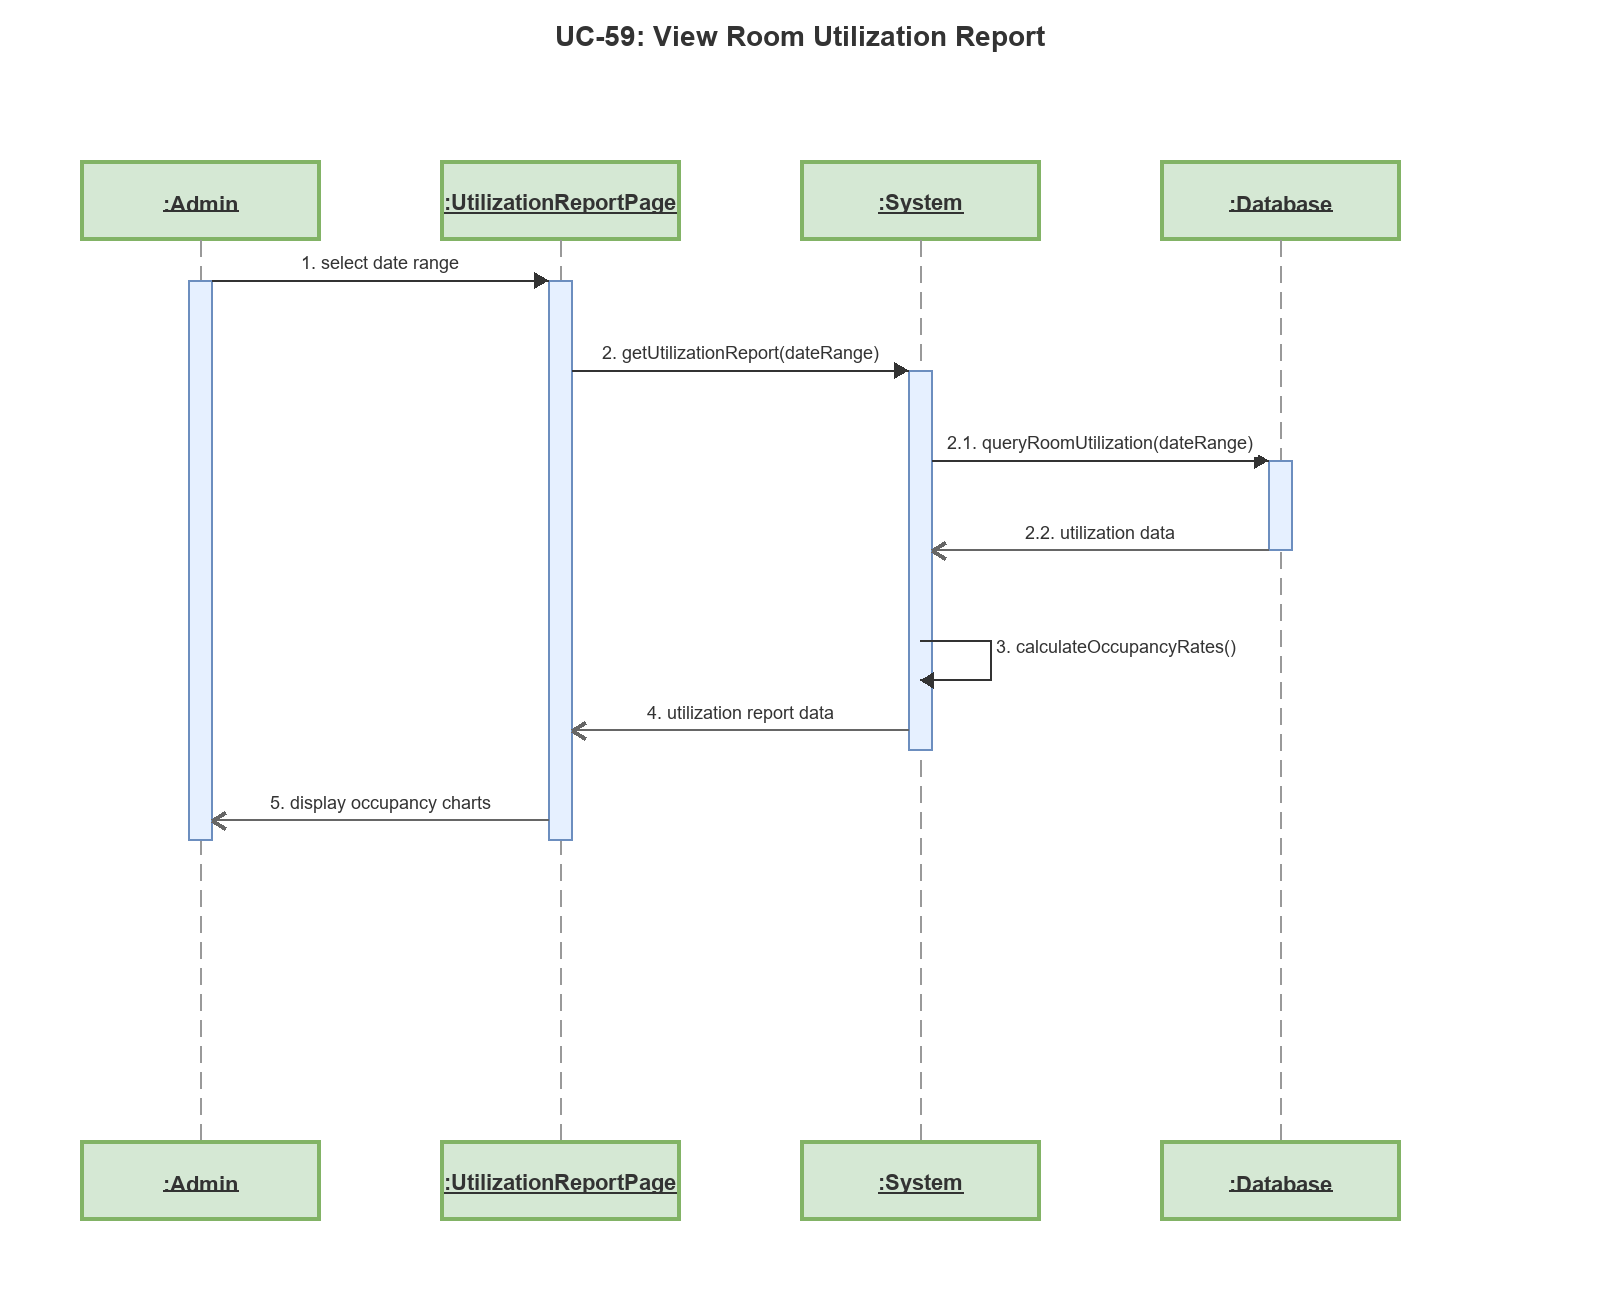 UC-59: View Room Utilization Report
:Admin
:UtilizationReportPage
:System
:Database
1. select date range
2. getUtilizationReport(dateRange)
2.1. queryRoomUtilization(dateRange)
2.2. utilization data
3. calculateOccupancyRates()
4. utilization report data
5. display occupancy charts
:Admin
:UtilizationReportPage
:System
:Database